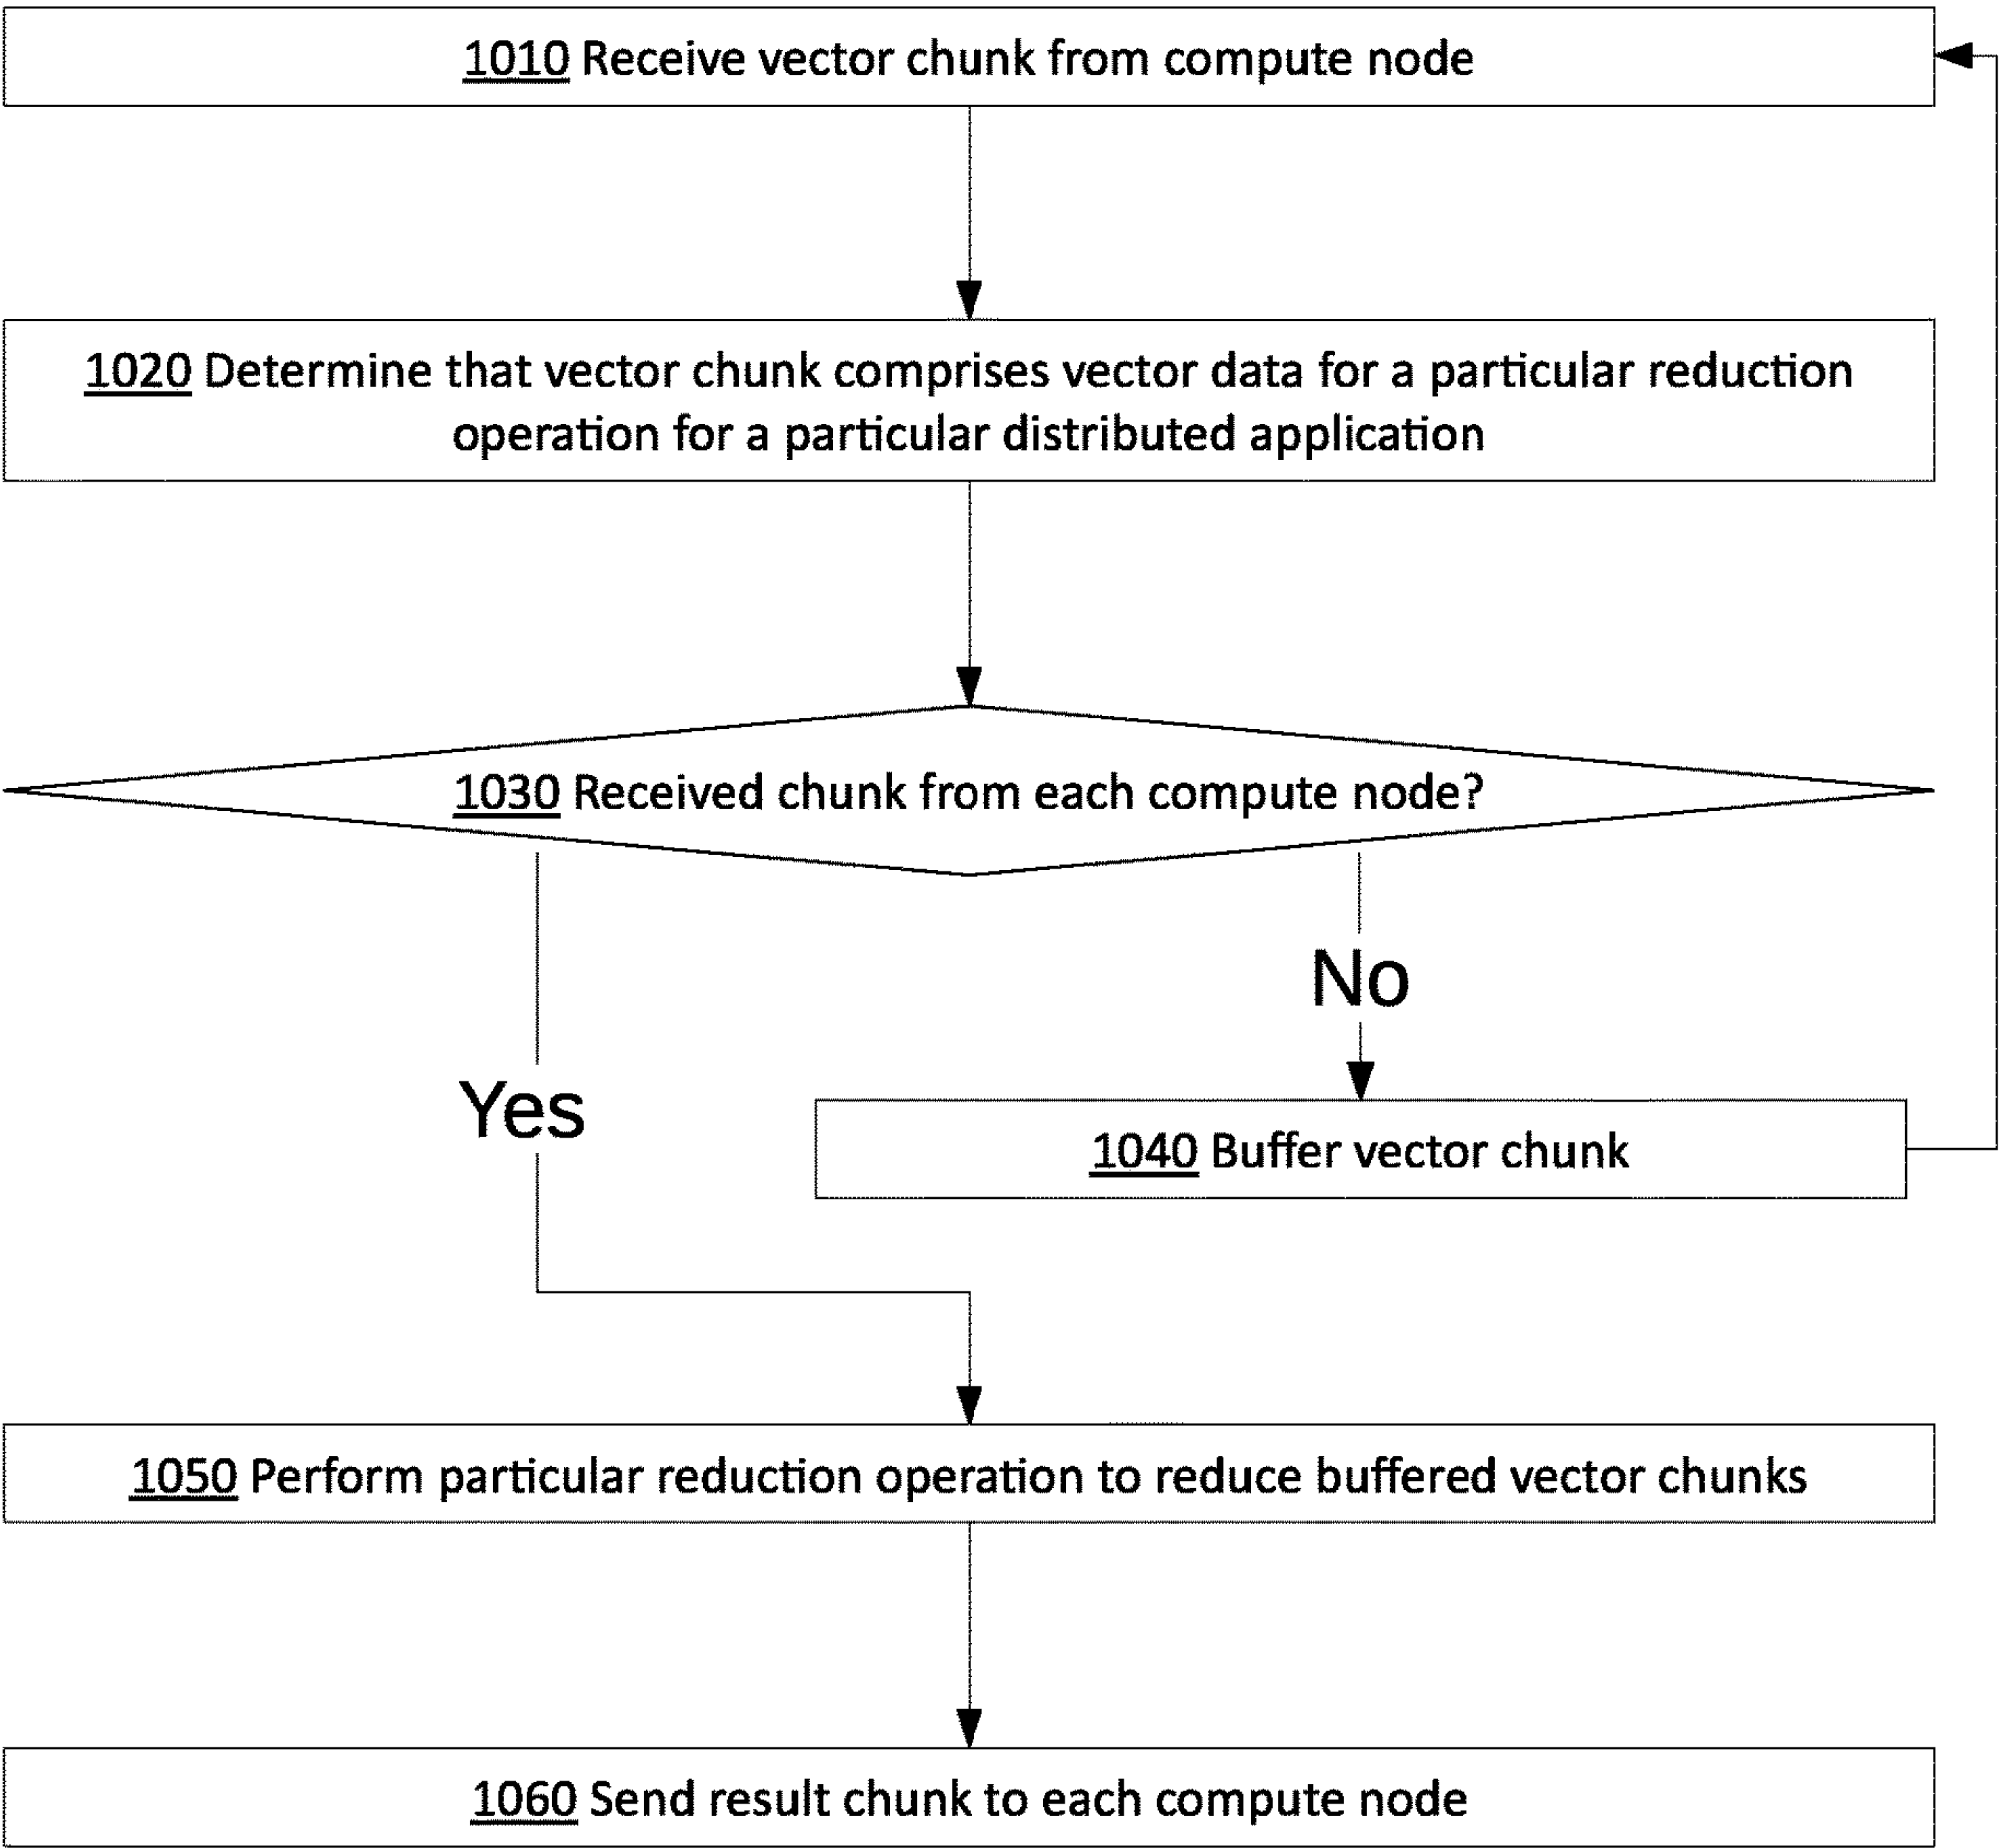 1010 Receive vector chunk from compute node
1020 Determine that vector chunk comprises vector data for a particular reduction
operation for a particular distributed application
1030 Received chunk from each compute node?
No
Yes
1040 Buffer vector chunk
1050 Perform particular reduction operation to reduce buffered vector chunks
1060 Send result chunk to each compute node